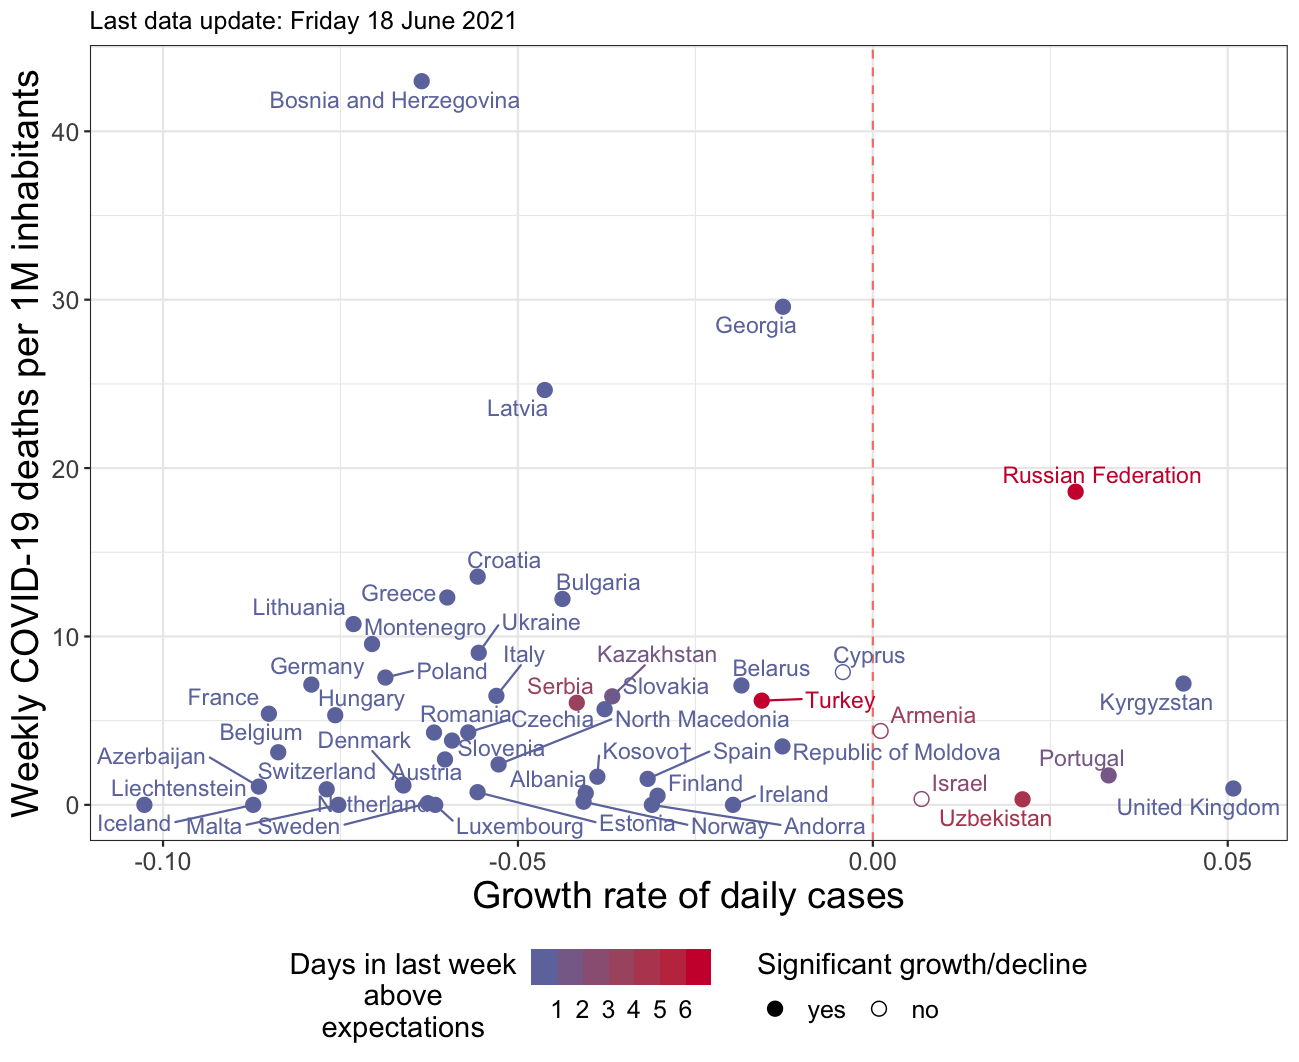 Last data update: Friday 18 June 2021
Weekly COVID-19 deaths per 1M inhabitants
40
30
20
10
0
Bosnia and Herzegovina
Georgia
Latvia
Russian Federation
Croatia
Bulgaria
Greece
Lithuania
Montenegro
Ukraine
Italy
Kazakhstan
Cyprus
Germany
Poland
Belarus
Serbia
Slovakia
France
Hungary
Turkey
Kyrgyzstan
Romania
Czechia
North Macedonia
Armenia
Belgium
Denmark
Slovenia
Kosovo†
Spain
Republic of Moldova
Azerbaijan
Portugal
Switzerland
Austria
Albania
Finland
Israel
Liechtenstein
Ireland
Netherland
United Kingdom
Iceland
Malta
Sweden
Luxembourg
Estonia
Norway
Andorra
Uzbekistan
-0.10
-0.05
0.00
0.05
Growth rate of daily cases
Days in last week
above
expectations
1 2 3 4 5 6
Significant growth/decline
yes
no